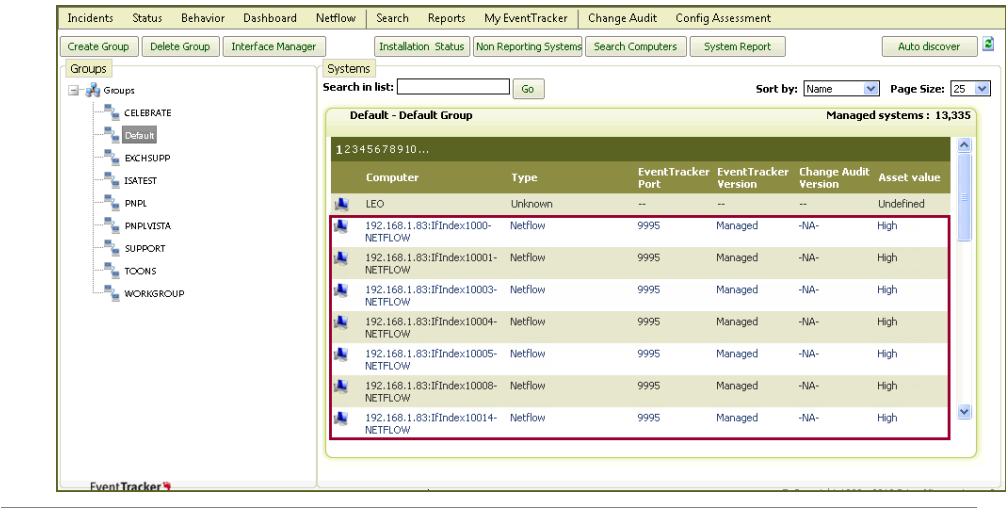 Incidents Status Behavior Dashboard Netflow Search Reports My EventTracker Change Audit Config Assessment
Create Group Delete Group Interface Manager Installation Status Non Reporting Systems Search Computers System Report Auto discover
Groups
Groups
CELEBRATE
Default
EXCHSUPP
ISATEST
PNPL
PNPLVISTA
SUPPORT
TOONS
WORKGROUP
Systems
Search in list: Go Sort by: Name Page Size: 25
Default - Default Group Managed systems : 13,335
12345678910...
Computer Type EventTracker Port EventTracker Version Change Audit Version Asset value
LEO Unknown -- -- -- Undefined
192.168.1.83:IfIndex1000- Netflow 9995 Managed -NA- High
NETFLOW
192.168.1.83:IfIndex10001- Netflow 9995 Managed -NA- High
NETFLOW
192.168.1.83:IfIndex10003- Netflow 9995 Managed -NA- High
NETFLOW
192.168.1.83:IfIndex10004- Netflow 9995 Managed -NA- High
NETFLOW
192.168.1.83:IfIndex10005- Netflow 9995 Managed -NA- High
NETFLOW
192.168.1.83:IfIndex10008- Netflow 9995 Managed -NA- High
NETFLOW
192.168.1.83:IfIndex10014- Netflow 9995 Managed -NA- High
NETFLOW
EventTracker